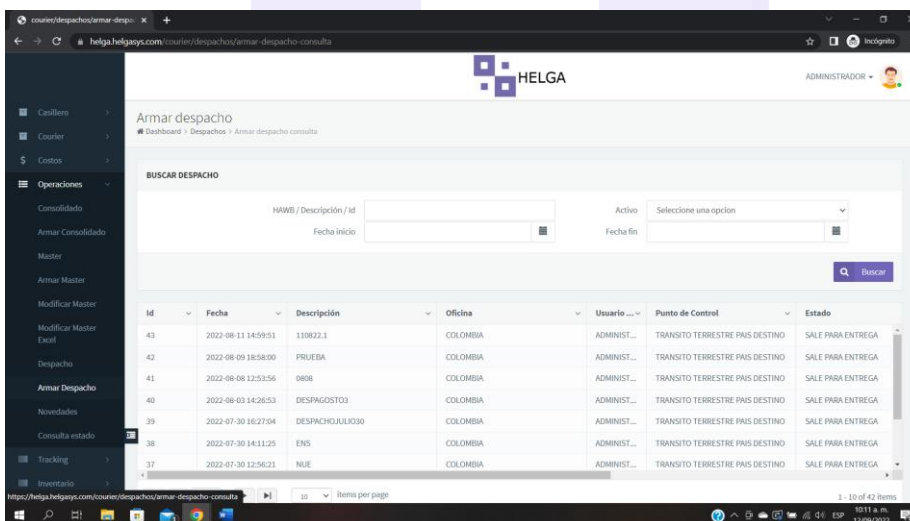 courier/despachos/armar-despa
helga.helgasys.com/courier/despachos/armar-despacho-consulta
Incógnito
HELGA
ADMINISTRADOR
Casillero
Courier
Costos
Operaciones
Consolidado
Armar Consolidado
Master
Armar Master
Modificar Master
Modificar Master
Excel
Despacho
Armar Despacho
Novedades
Consulta estado
Tracking
Inventario
Armar despacho
Dashboard > Despachos > Armar despacho consulta
BUSCAR DESPACHO
HAWB / Descripción / Id
Activo
Seleccione una opcion
Fecha inicio
Fecha fin
Buscar
Id Fecha Descripción Oficina Usuario ... Punto de Control Estado
43 2022-08-11 14:59:51 110822.1 COLOMBIA ADMINIST... TRANSITO TERRESTRE PAIS DESTINO SALE PARA ENTREGA
42 2022-08-09 18:58:00 PRUEBA COLOMBIA ADMINIST... TRANSITO TERRESTRE PAIS DESTINO SALE PARA ENTREGA
41 2022-08-08 12:53:56 0808 COLOMBIA ADMINIST... TRANSITO TERRESTRE PAIS DESTINO SALE PARA ENTREGA
40 2022-08-03 14:26:53 DESPAGOSTO3 COLOMBIA ADMINIST... TRANSITO TERRESTRE PAIS DESTINO SALE PARA ENTREGA
39 2022-07-30 16:27:04 DESPACHOJULIO30 COLOMBIA ADMINIST... TRANSITO TERRESTRE PAIS DESTINO SALE PARA ENTREGA
38 2022-07-30 14:11:25 ENS COLOMBIA ADMINIST... TRANSITO TERRESTRE PAIS DESTINO SALE PARA ENTREGA
37 2022-07-30 12:56:21 NUE COLOMBIA ADMINIST... TRANSITO TERRESTRE PAIS DESTINO SALE PARA ENTREGA
https://helga.helgasys.com/courier/despachos/armar-despacho-consulta
10 items per page
1 - 10 of 42 items
ESP
10:11 a. m.
12/09/2022